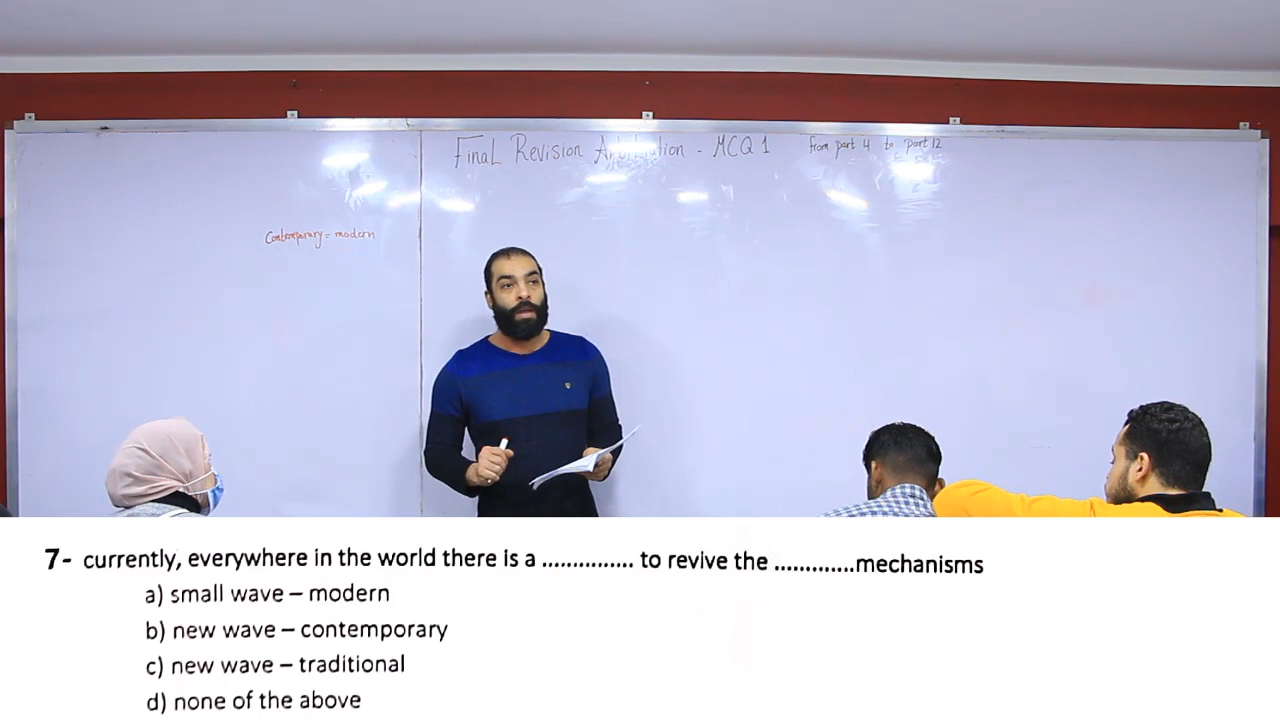 Final Revision Arbitration - MCQ 1 from part 4 to part 12
Contemporary = modern
7- currently, everywhere in the world there is a ............... to revive the .............mechanisms
a) small wave – modern
b) new wave – contemporary
c) new wave – traditional
d) none of the above